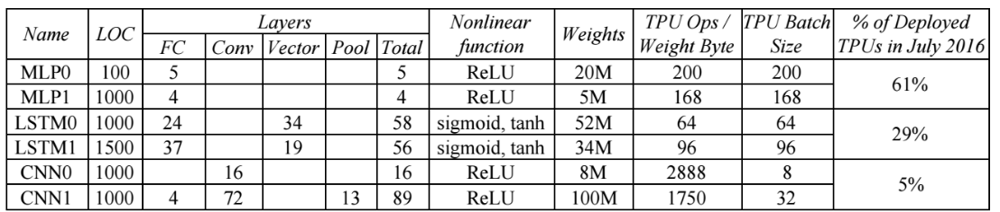 Name LOC Layers Nonlinear function Weights TPU Ops / Weight Byte TPU Batch Size % of Deployed TPUs in July 2016
FC Conv Vector Pool Total
MLP0 100 5 5 ReLU 20M 200 200 61%
MLP1 1000 4 4 ReLU 5M 168 168
LSTM0 1000 24 34 58 sigmoid, tanh 52M 64 64 29%
LSTM1 1500 37 19 56 sigmoid, tanh 34M 96 96
CNN0 1000 16 16 ReLU 8M 2888 8 5%
CNN1 1000 4 72 13 89 ReLU 100M 1750 32